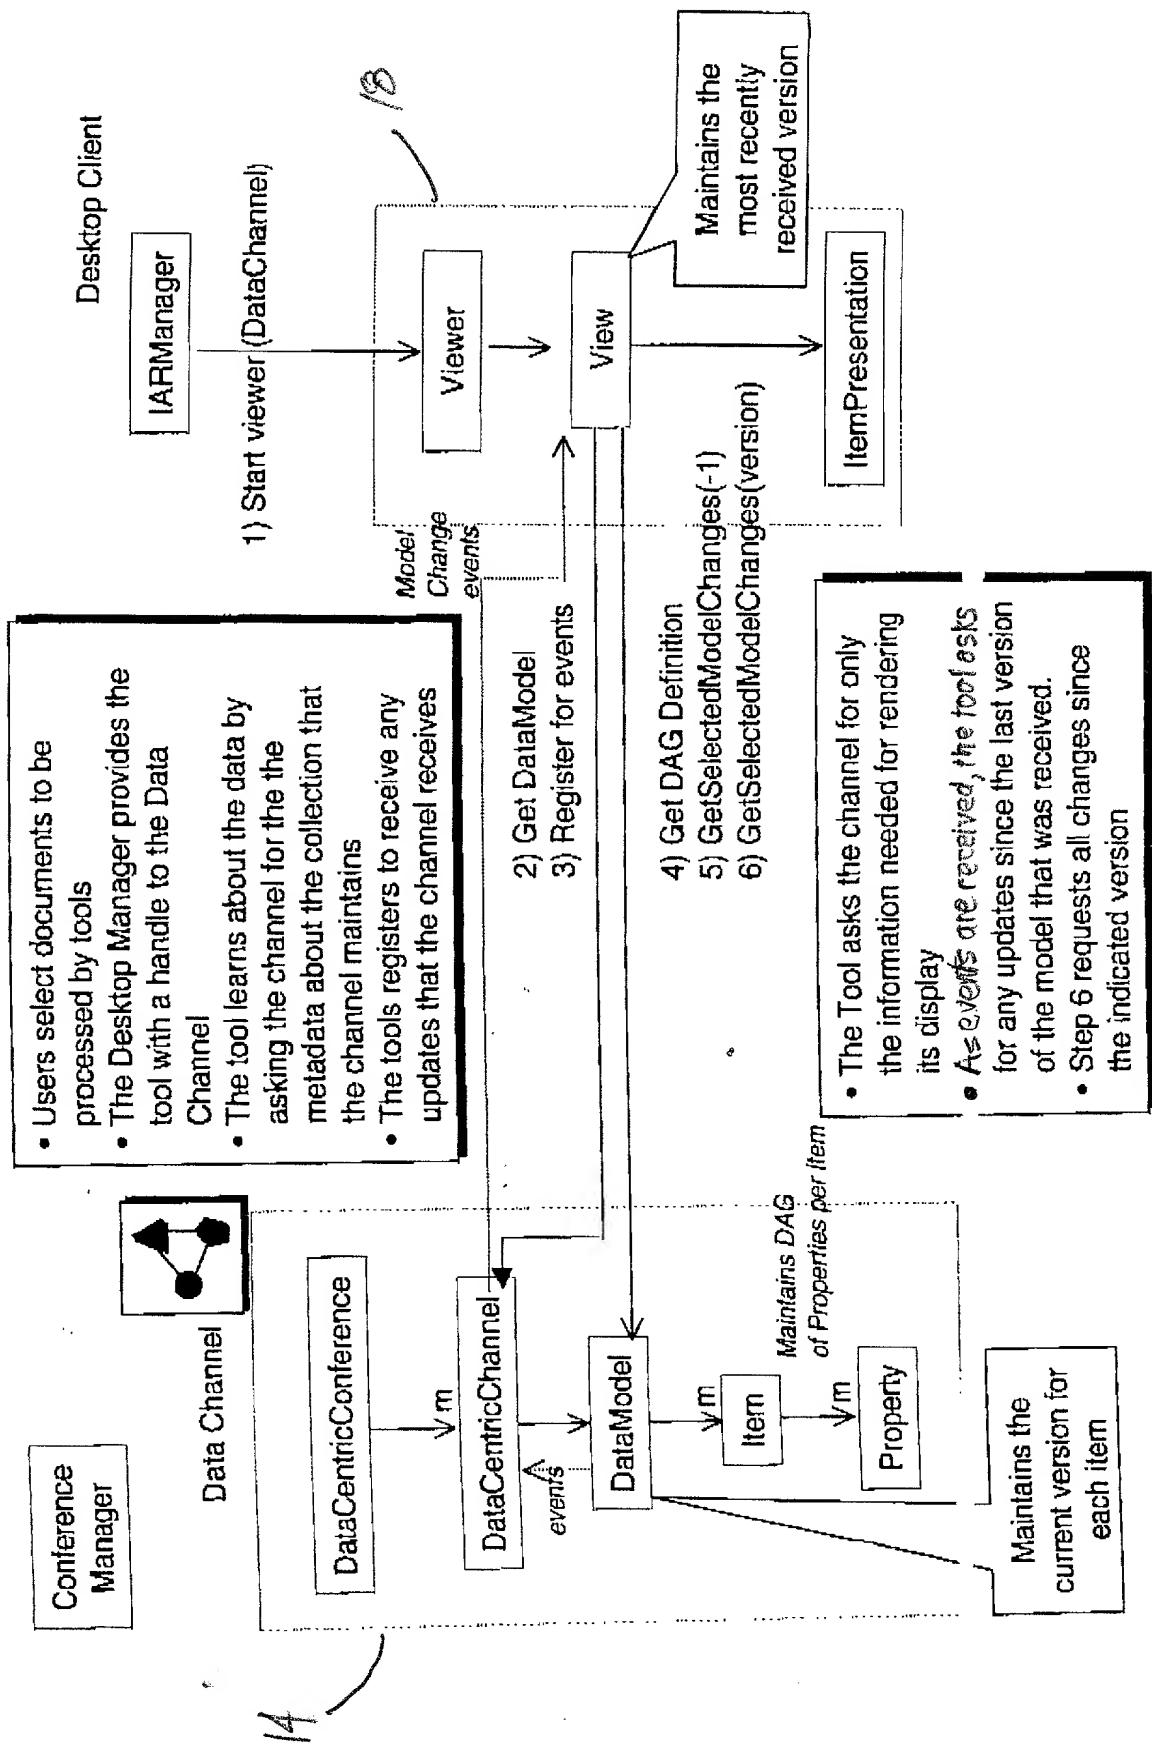 Conference
Manager
Data Channel
14
DataCentricConference
m
DataCentricChannel
events
DataModel
m
Item
m
Property
Maintains DAG
of Properties per Item
Maintains the
current version for
each item
• Users select documents to be
processed by tools
• The Desktop Manager provides the
tool with a handle to the Data
Channel
• The tool learns about the data by
asking the channel for the the
metadata about the collection that
the channel maintains
• The tools registers to receive any
updates that the channel receives
2) Get DataModel
3) Register for events
4) Get DAG Definition
5) GetSelectedModelChanges(-1)
6) GetSelectedModelChanges(version)
• The Tool asks the channel for only
the information needed for rendering
its display
• As events are received, the tool asks
for any updates since the last version
of the model that was received.
• Step 6 requests all changes since
the indicated version
Desktop Client
IARManager
1) Start viewer (DataChannel)
18
Model
Change
events
Viewer
View
ItemPresentation
Maintains the
most recently
received version